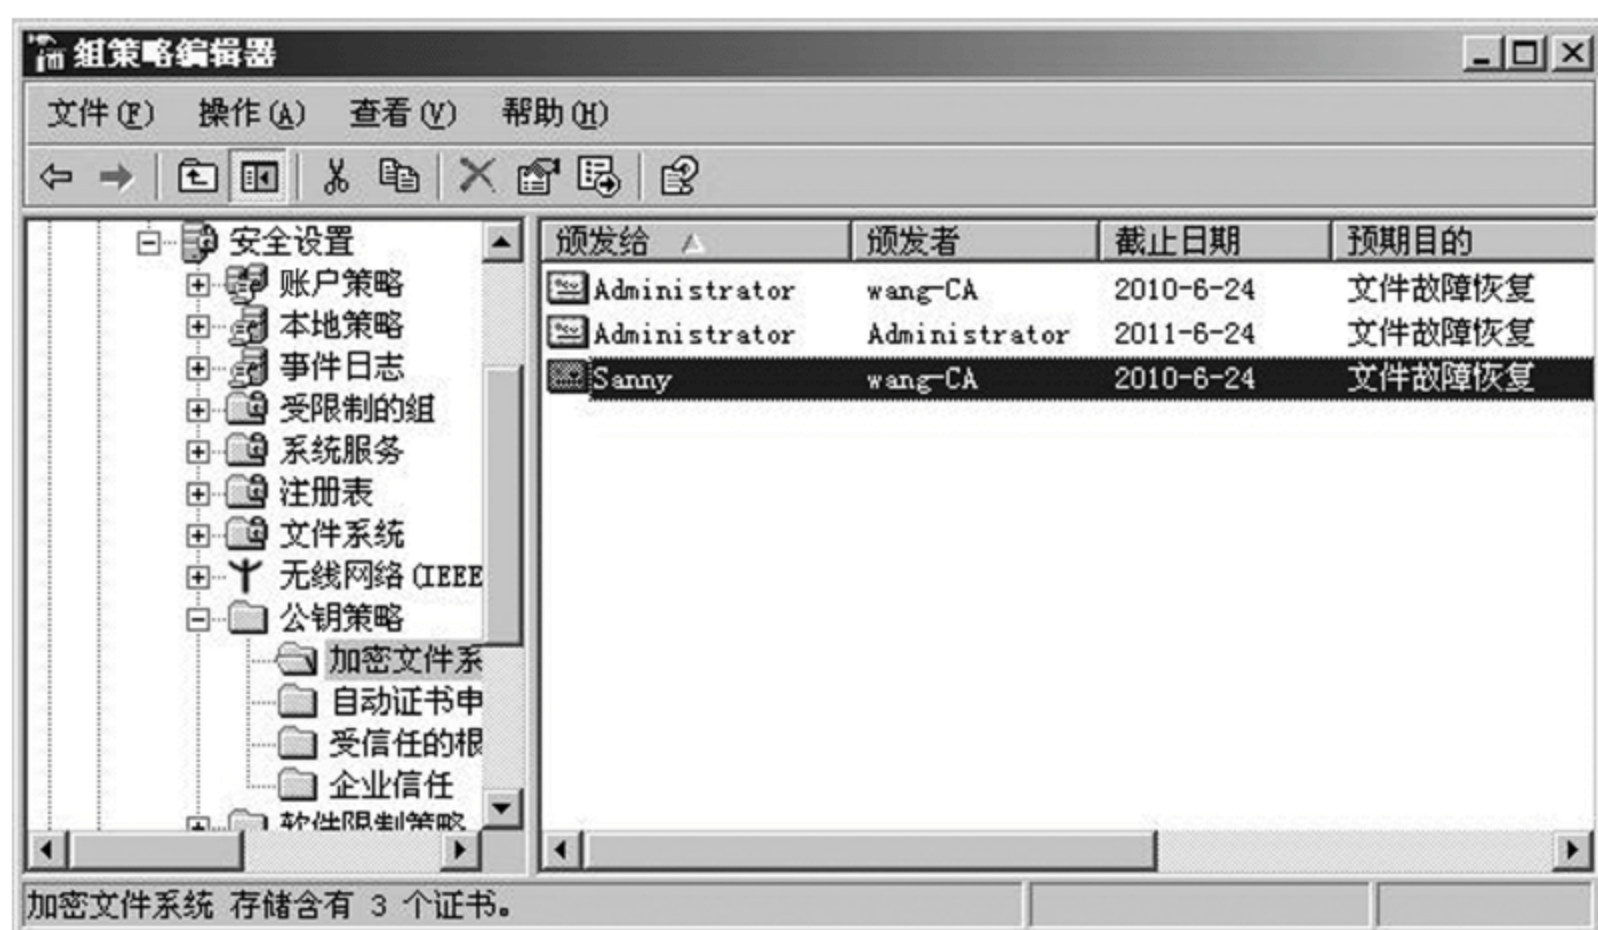 组策略编辑器
文件(F) 操作(A) 查看(V) 帮助(H)
安全设置
账户策略
本地策略
事件日志
受限制的组
系统服务
注册表
文件系统
无线网络(IEEE
公钥策略
加密文件系
自动证书申
受信任的根
企业信任
软件限制策略
颁发给 颁发者 截止日期 预期目的
Administrator wang-CA 2010-6-24 文件故障恢复
Administrator Administrator 2011-6-24 文件故障恢复
Sanny wang-CA 2010-6-24 文件故障恢复
加密文件系统 存储含有 3 个证书。